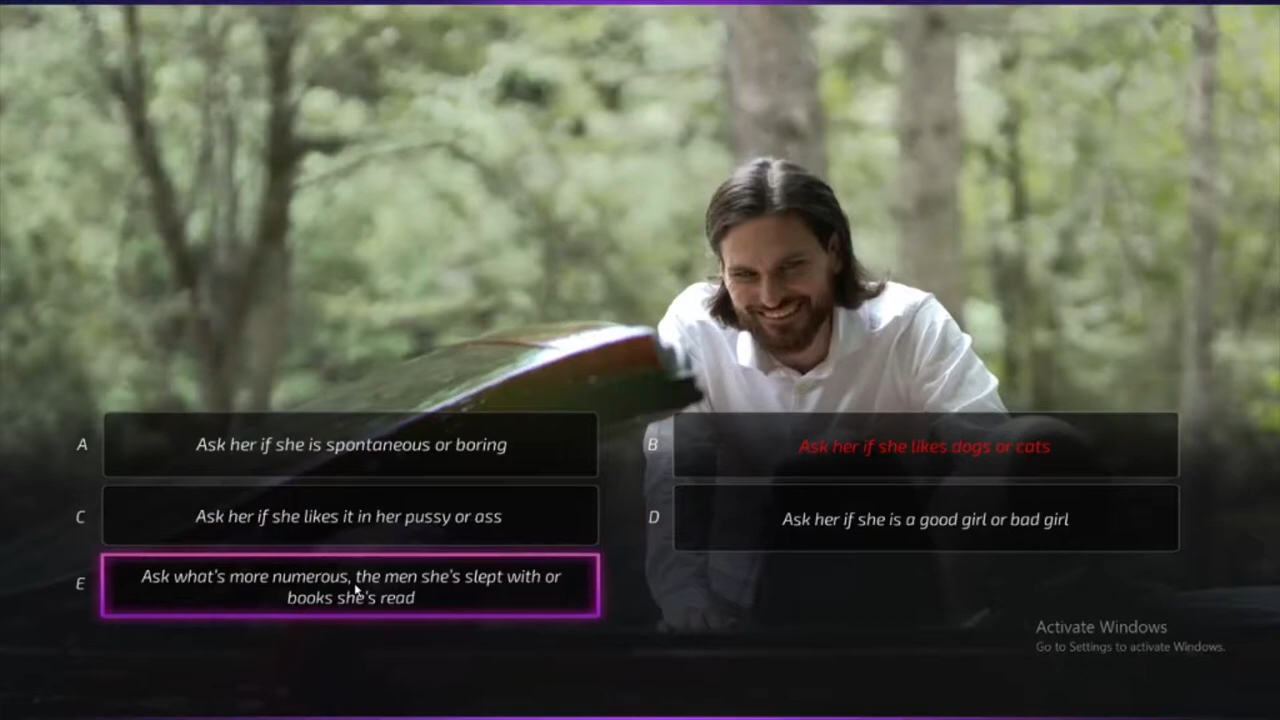 A
Ask her if she is spontaneous or boring
B
Ask her if she likes dogs or cats
C
Ask her if she likes it in her pussy or ass
D
Ask her if she is a good girl or bad girl
E
Ask what's more numerous, the men she's slept with or
books she's read
Activate Windows
Go to Settings to activate Windows.